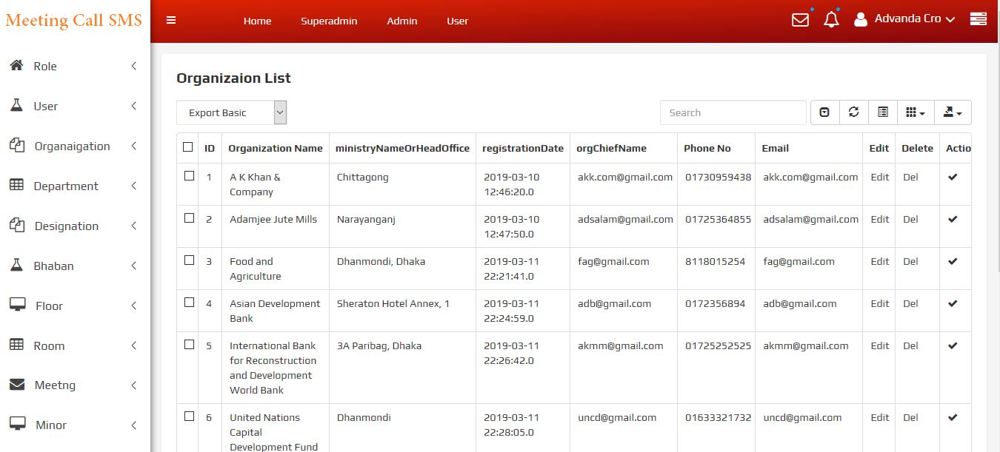 Meeting Call SMS
Home Superadmin Admin User Advanda Cro
Role
User
Organaigation
Department
Designation
Bhaban
Floor
Room
Meetng
Minor
Organizaion List
Export Basic Search
ID Organization Name ministryNameOrHeadOffice registrationDate orgChiefName Phone No Email Edit Delete Actio
1 A K Khan & Chittagong 2019-03-10 akk.com@gmail.com 01730959438 akk.com@gmail.com Edit Del
Company 12:46:20.0
2 Adamjee Jute Mills Narayanganj 2019-03-10 adsalam@gmail.com 01725364855 adsalam@gmail.com Edit Del
12:47:50.0
3 Food and Dhanmondi, Dhaka 2019-03-11 fag@gmail.com 8118015254 fag@gmail.com Edit Del
Agriculture 22:21:41.0
4 Asian Development Sheraton Hotel Annex, 1 2019-03-11 adb@gmail.com 0172356894 adb@gmail.com Edit Del
Bank 22:24:59.0
5 International Bank 3A Paribag, Dhaka 2019-03-11 akmm@gmail.com 01725252525 akmm@gmail.com Edit Del
for Reconstruction 22:26:42.0
and Development
World Bank
6 United Nations Dhanmondi 2019-03-11 uncd@gmail.com 01633321732 uncd@gmail.com Edit Del
Capital 22:28:05.0
Development Fund